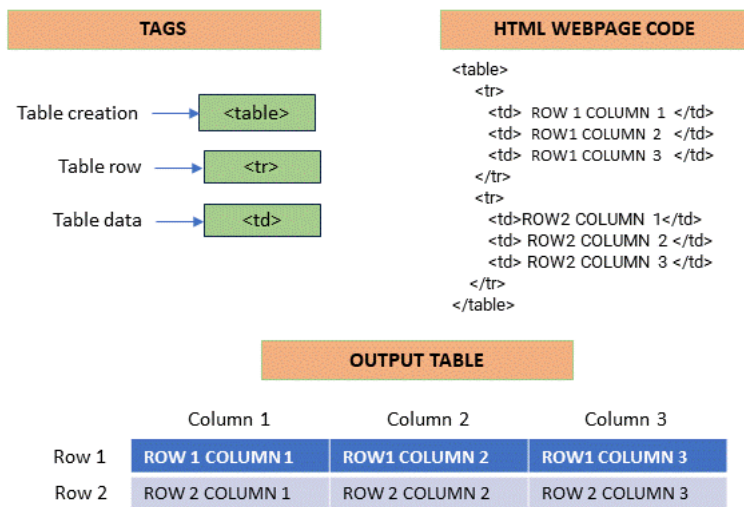 TAGS
Table creation <table>
Table row <tr>
Table data <td>
HTML WEBPAGE CODE
<table>
<tr>
<td> ROW 1 COLUMN 1 </td>
<td> ROW1 COLUMN 2 </td>
<td> ROW1 COLUMN 3 </td>
</tr>
<tr>
<td>ROW2 COLUMN 1</td>
<td> ROW2 COLUMN 2 </td>
<td> ROW2 COLUMN 3 </td>
</tr>
</table>
OUTPUT TABLE
Column 1 Column 2 Column 3
Row 1 ROW 1 COLUMN 1 ROW1 COLUMN 2 ROW1 COLUMN 3
Row 2 ROW 2 COLUMN 1 ROW 2 COLUMN 2 ROW 2 COLUMN 3